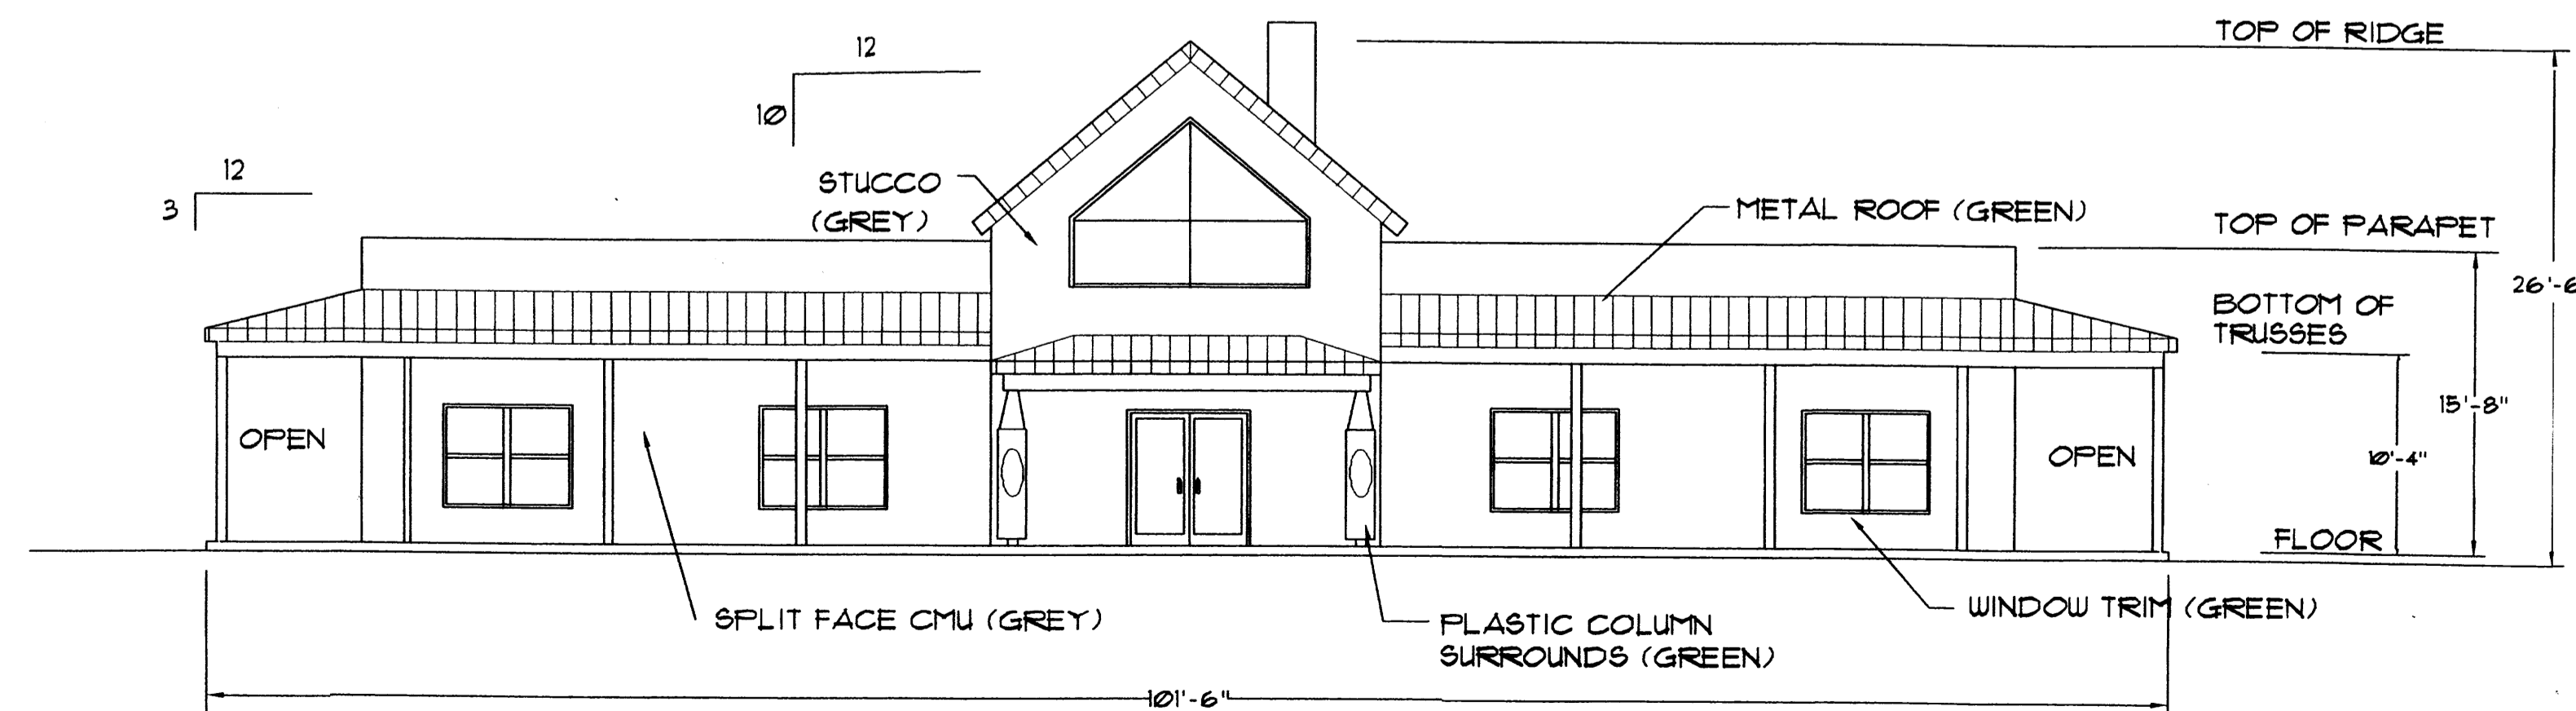 TOP OF RIDGE
12
10
12
3
STUCCO
(GREY)
METAL ROOF (GREEN)
TOP OF PARAPET
26'-6
BOTTOM OF
TRUSSES
15'-8"
OPEN
OPEN
10'-4"
FLOOR
SPLIT FACE CMU (GREY)
PLASTIC COLUMN
SURROUNDS (GREEN)
WINDOW TRIM (GREEN)
101'-6"